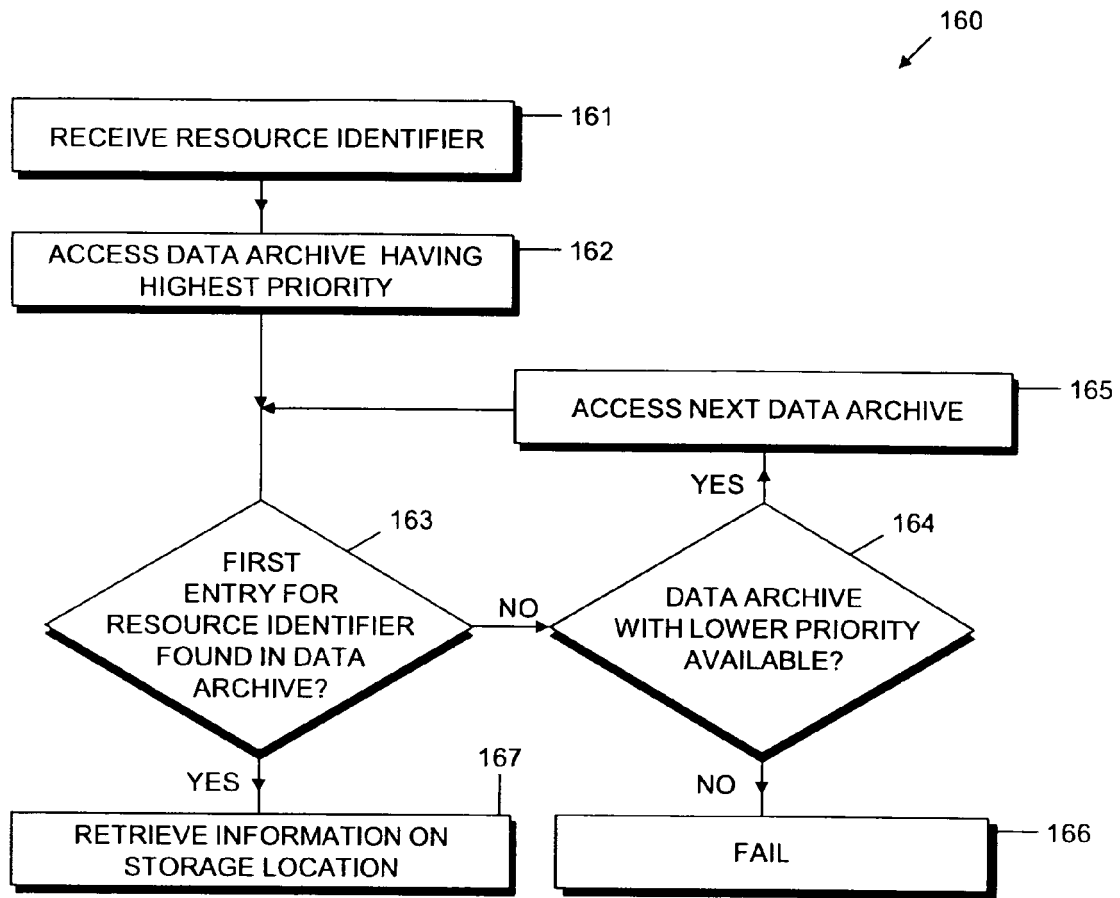 160
RECEIVE RESOURCE IDENTIFIER
161
ACCESS DATA ARCHIVE HAVING
HIGHEST PRIORITY
162
ACCESS NEXT DATA ARCHIVE
165
YES
163
FIRST
ENTRY FOR
RESOURCE IDENTIFIER
FOUND IN DATA
ARCHIVE?
NO
164
DATA ARCHIVE
WITH LOWER PRIORITY
AVAILABLE?
YES
167
RETRIEVE INFORMATION ON
STORAGE LOCATION
NO
FAIL
166